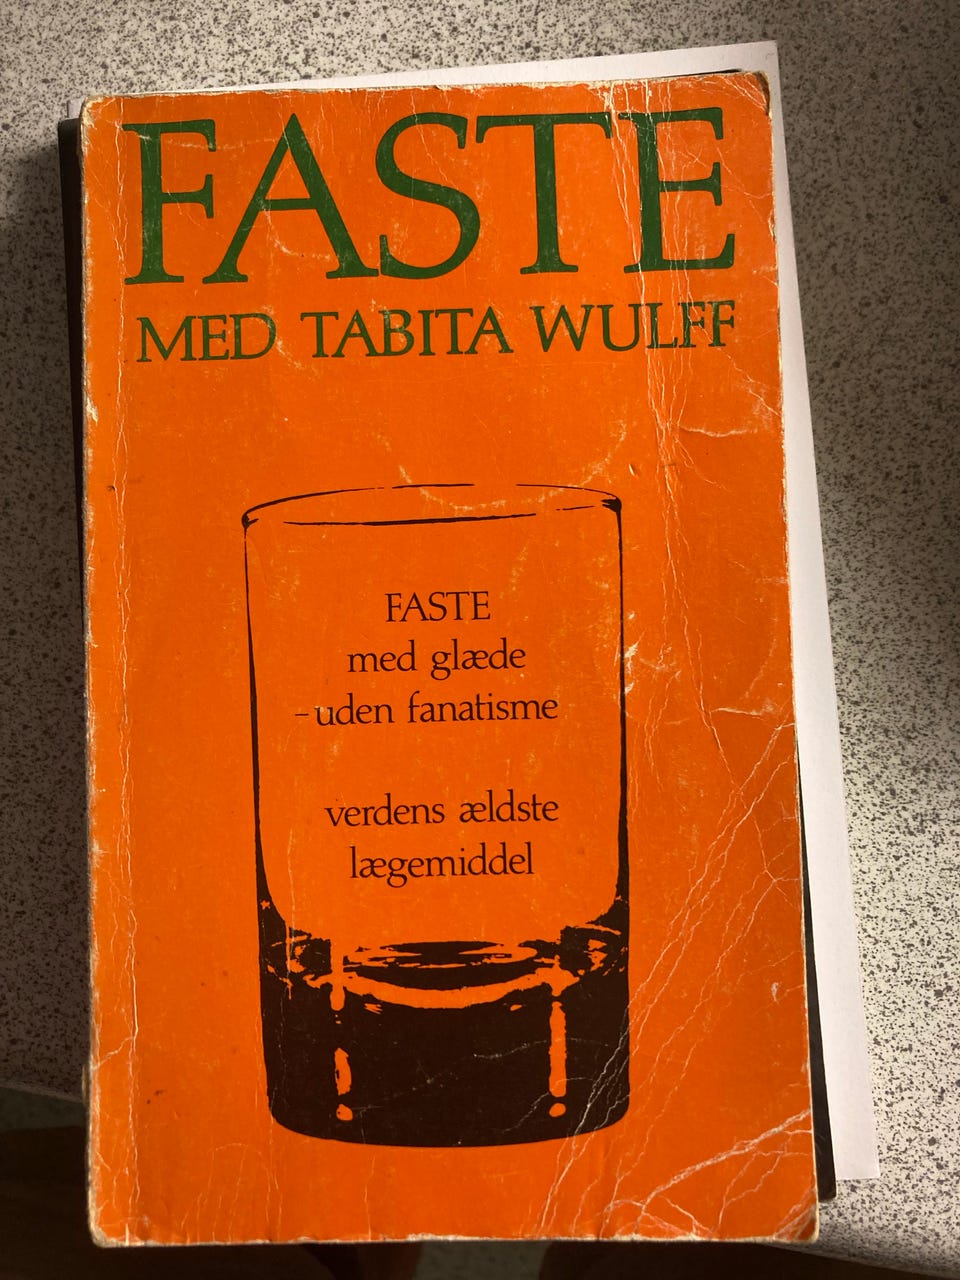 FASTE
MED TABITA WULFF
FASTE
med glæde
-uden fanatisme
verdens ældste
lægemiddel